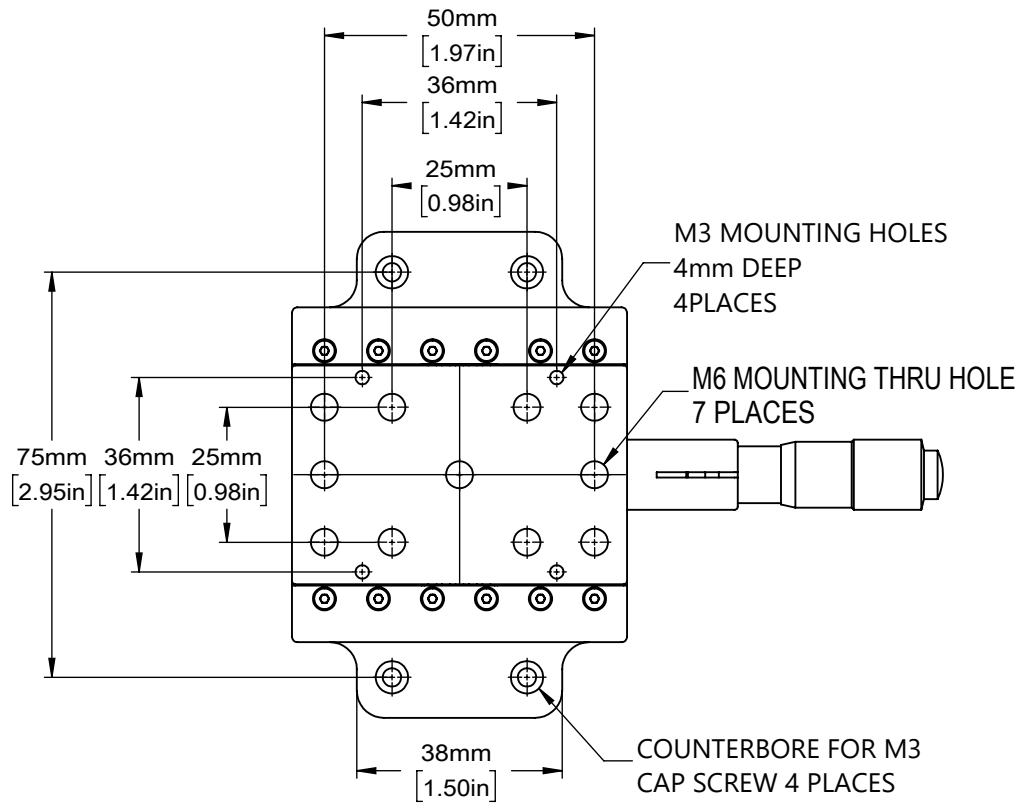 50mm
[1.97in]
36mm
[1.42in]
25mm
[0.98in]
M3 MOUNTING HOLES
4mm DEEP
4PLACES
M6 MOUNTING THRU HOLE
7 PLACES
75mm 36mm 25mm
[2.95in] [1.42in] [0.98in]
38mm
[1.50in]
COUNTERBORE FOR M3
CAP SCREW 4 PLACES